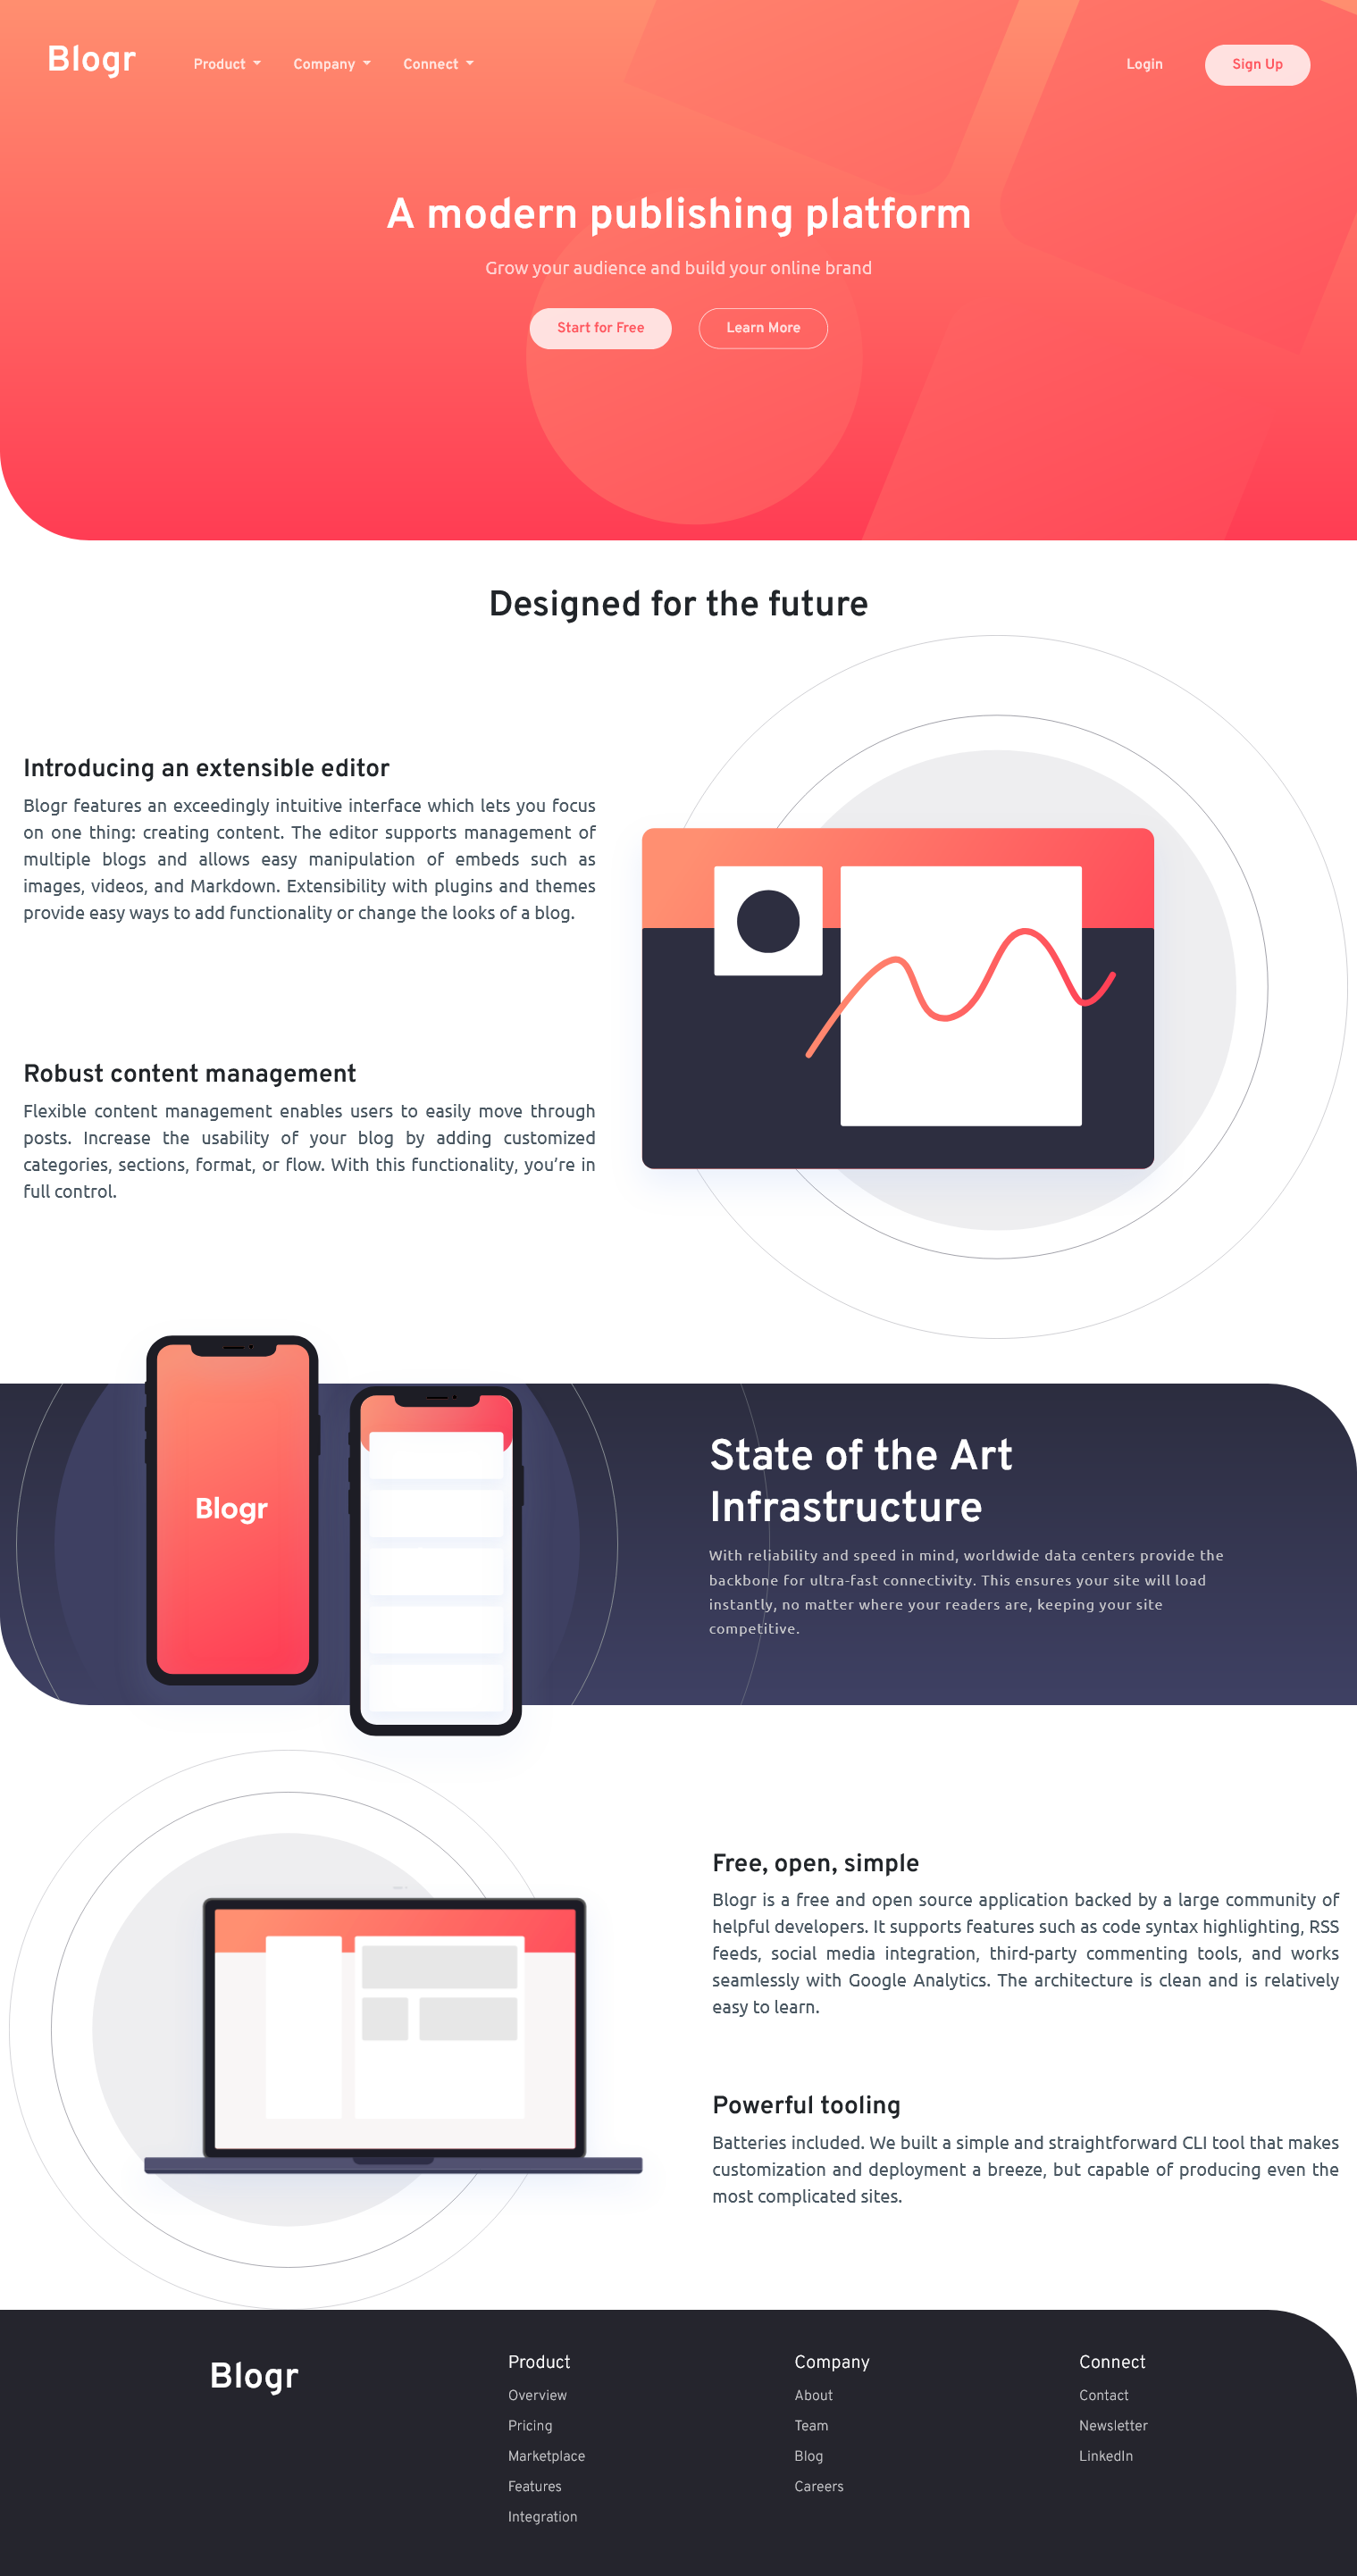 Blogr
Product
Company
Connect
Login
Sign Up
A modern publishing platform
Grow your audience and build your online brand
Start for Free
Learn More
Designed for the future
Introducing an extensible editor
Blogr features an exceedingly intuitive interface which lets you focus
on one thing: creating content. The editor supports management of
multiple blogs and allows easy manipulation of embeds such as
images, videos, and Markdown. Extensibility with plugins and themes
provide easy ways to add functionality or change the looks of a blog.
Robust content management
Flexible content management enables users to easily move through
posts. Increase the usability of your blog by adding customized
categories, sections, format, or flow. With this functionality, you’re in
full control.
Blogr
State of the Art
Infrastructure
With reliability and speed in mind, worldwide data centers provide the
backbone for ultra-fast connectivity. This ensures your site will load
instantly, no matter where your readers are, keeping your site
competitive.
Free, open, simple
Blogr is a free and open source application backed by a large community of
helpful developers. It supports features such as code syntax highlighting, RSS
feeds, social media integration, third-party commenting tools, and works
seamlessly with Google Analytics. The architecture is clean and is relatively
easy to learn.
Powerful tooling
Batteries included. We built a simple and straightforward CLI tool that makes
customization and deployment a breeze, but capable of producing even the
most complicated sites.
Blogr
Product
Overview
Pricing
Marketplace
Features
Integration
Company
About
Team
Blog
Careers
Connect
Contact
Newsletter
LinkedIn